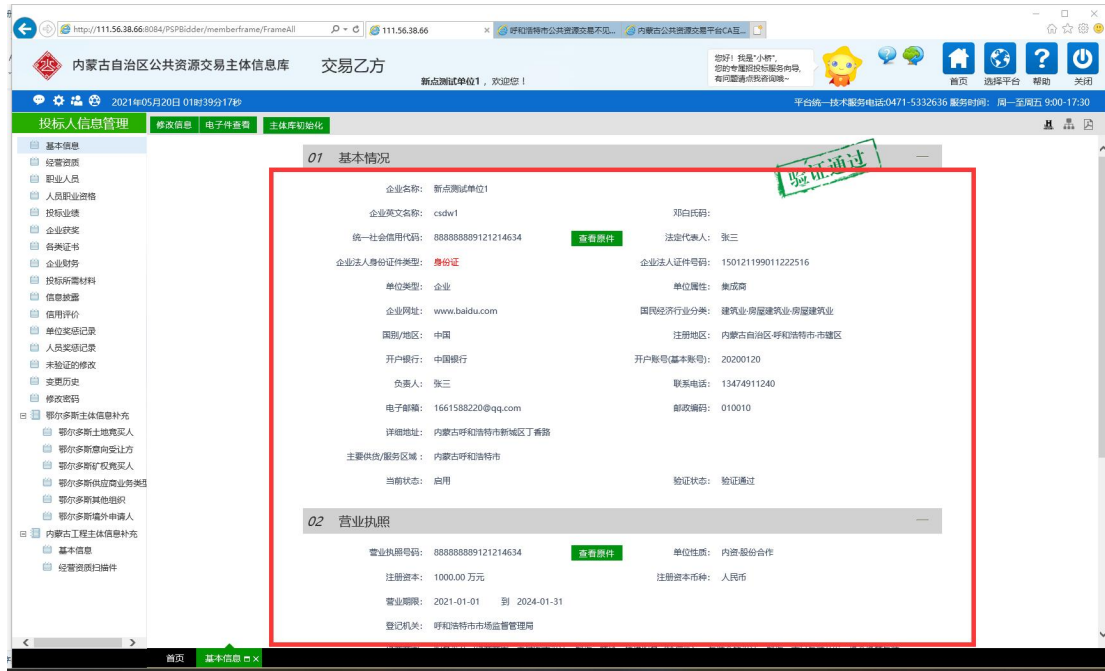 http://111.56.38.66:8084/PSPBidder/memberframe/FrameAll
111.56.38.66
呼和浩特市公共资源交易不见...
内蒙古公共资源交易平台CA互...
内蒙古自治区公共资源交易主体信息库
交易乙方
新点测试单位1，欢迎您！
您好！我是"小桥",
您的专属招投标服务向导,
有问题请点我咨询哦~
首页
选择平台
帮助
关闭
2021年05月20日 01时39分17秒
平台统一技术服务电话:0471-5332636 服务时间: 周一至周五 9:00-17:30
投标人信息管理
修改信息
电子件查看
主体库初始化
基本信息
经营资质
职业人员
人员职业资格
投标业绩
企业获奖
各类证书
企业财务
投标所需材料
信息披露
信用评价
单位奖惩记录
人员奖惩记录
未验证的修改
变更历史
修改密码
鄂尔多斯主体信息补充
鄂尔多斯土地竞买人
鄂尔多斯意向受让方
鄂尔多斯矿权竞买人
鄂尔多斯供应商业务类型
鄂尔多斯其他组织
鄂尔多斯境外申请人
内蒙古工程主体信息补充
基本信息
经营资质扫描件
01 基本情况
验证通过
企业名称: 新点测试单位1
企业英文名称: csdw1 邓白氏码:
统一社会信用代码: 888888889121214634 查看原件 法定代表人: 张三
企业法人身份证件类型: 身份证 企业法人证件号码: 150121199011222516
单位类型: 企业 单位属性: 集成商
企业网址: www.baidu.com 国民经济行业分类: 建筑业·房屋建筑业·房屋建筑业
国别/地区: 中国 注册地区: 内蒙古自治区·呼和浩特市·市辖区
开户银行: 中国银行 开户账号(基本账号): 20200120
负责人: 张三 联系电话: 13474911240
电子邮箱: 1661588220@qq.com 邮政编码: 010010
详细地址: 内蒙古呼和浩特市新城区丁香路
主要供货/服务区域: 内蒙古呼和浩特市
当前状态: 启用 验证状态: 验证通过
02 营业执照
营业执照号码: 888888889121214634 查看原件 单位性质: 内资·股份合作
注册资本: 1000.00 万元 注册资本币种: 人民币
营业期限: 2021-01-01 到 2024-01-31
登记机关: 呼和浩特市市场监督管理局
首页
基本信息